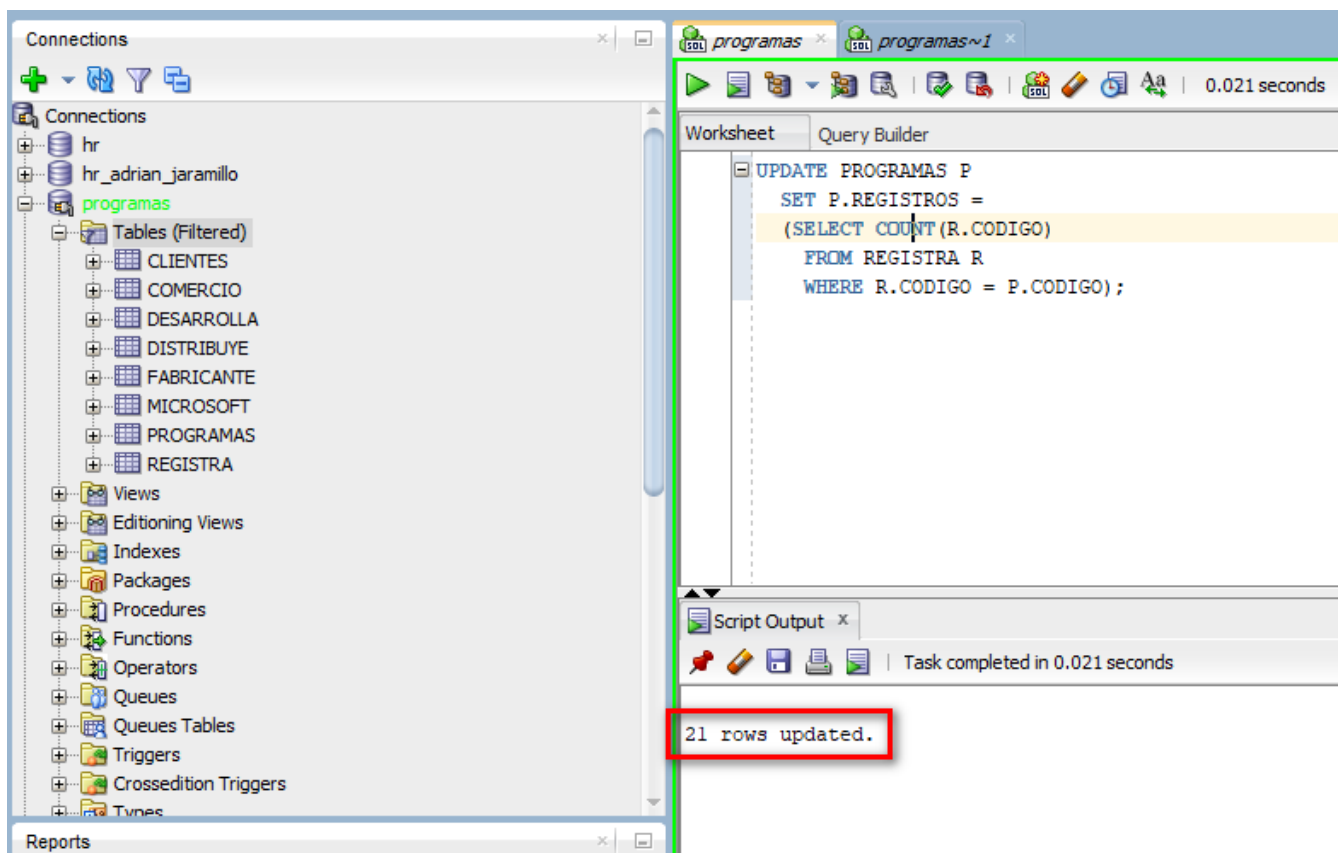 Connections
Connections
hr
hr_adrian_jaramillo
programas
Tables (Filtered)
CLIENTES
COMERCIO
DESARROLLA
DISTRIBUYE
FABRICANTE
MICROSOFT
PROGRAMAS
REGISTRA
Views
Editioning Views
Indexes
Packages
Procedures
Functions
Operators
Queues
Queues Tables
Triggers
Crossedition Triggers
Types
Reports
programas programas~1
0.021 seconds
Worksheet Query Builder
UPDATE PROGRAMAS P
SET P.REGISTROS =
(SELECT COUNT(R.CODIGO)
FROM REGISTRA R
WHERE R.CODIGO = P.CODIGO);
Script Output x
Task completed in 0.021 seconds
21 rows updated.